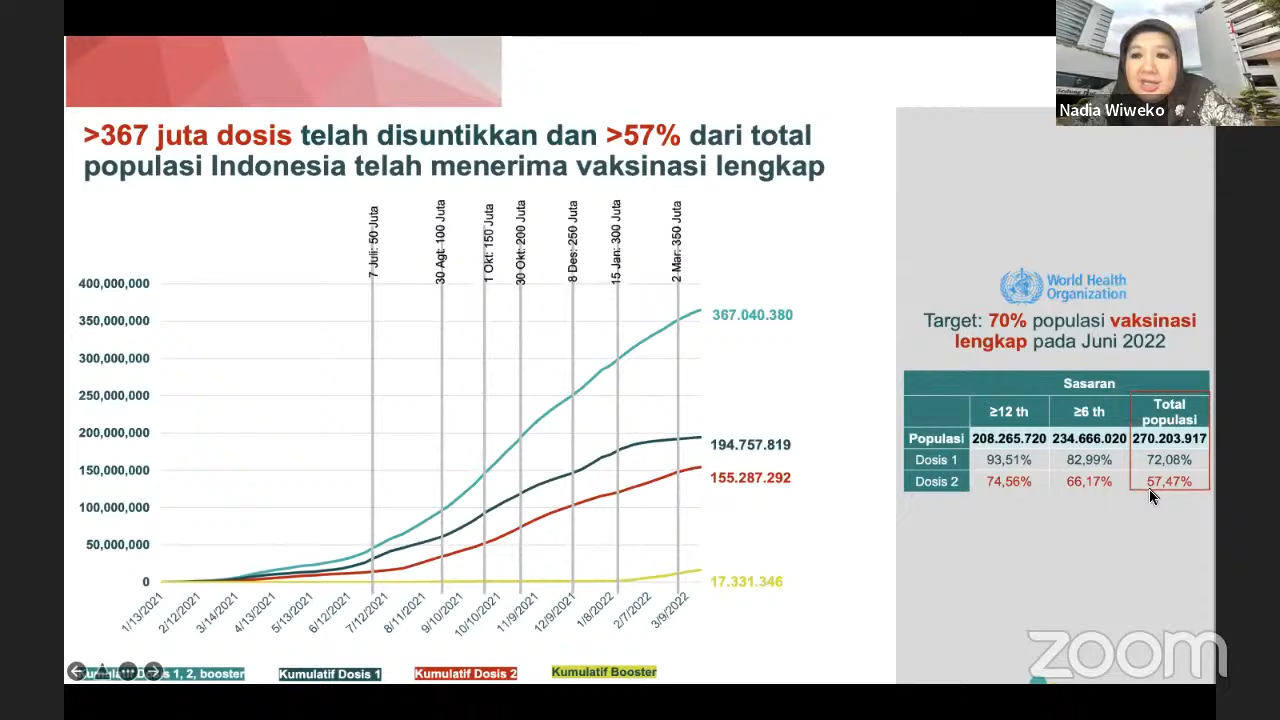 Nadia Wiweko
>367 juta dosis telah disuntikkan dan >57% dari total
populasi Indonesia telah menerima vaksinasi lengkap
7 Juli: 50 Juta
30 Agt: 100 Juta
1 Okt: 150 Juta
30 Okt: 200 Juta
8 Des: 250 Juta
15 Jan: 300 Juta
2 Mar: 350 Juta
400,000,000
350,000,000
300,000,000
250,000,000
200,000,000
150,000,000
100,000,000
50,000,000
0
367.040.380
194.757.819
155.287.292
17.331.346
1/13/2021
2/12/2021
3/14/2021
4/13/2021
5/13/2021
6/12/2021
7/12/2021
8/11/2021
9/10/2021
10/10/2021
11/9/2021
12/9/2021
1/8/2022
2/7/2022
3/9/2022
1, 2, booster
Kumulatif Dosis 1
Kumulatif Dosis 2
Kumulatif Booster
World Health
Organization
Target: 70% populasi vaksinasi
lengkap pada Juni 2022
Sasaran
≥12 th ≥6 th Total populasi
Populasi 208.265.720 234.666.020 270.203.917
Dosis 1 93,51% 82,99% 72,08%
Dosis 2 74,56% 66,17% 57,47%
zoom